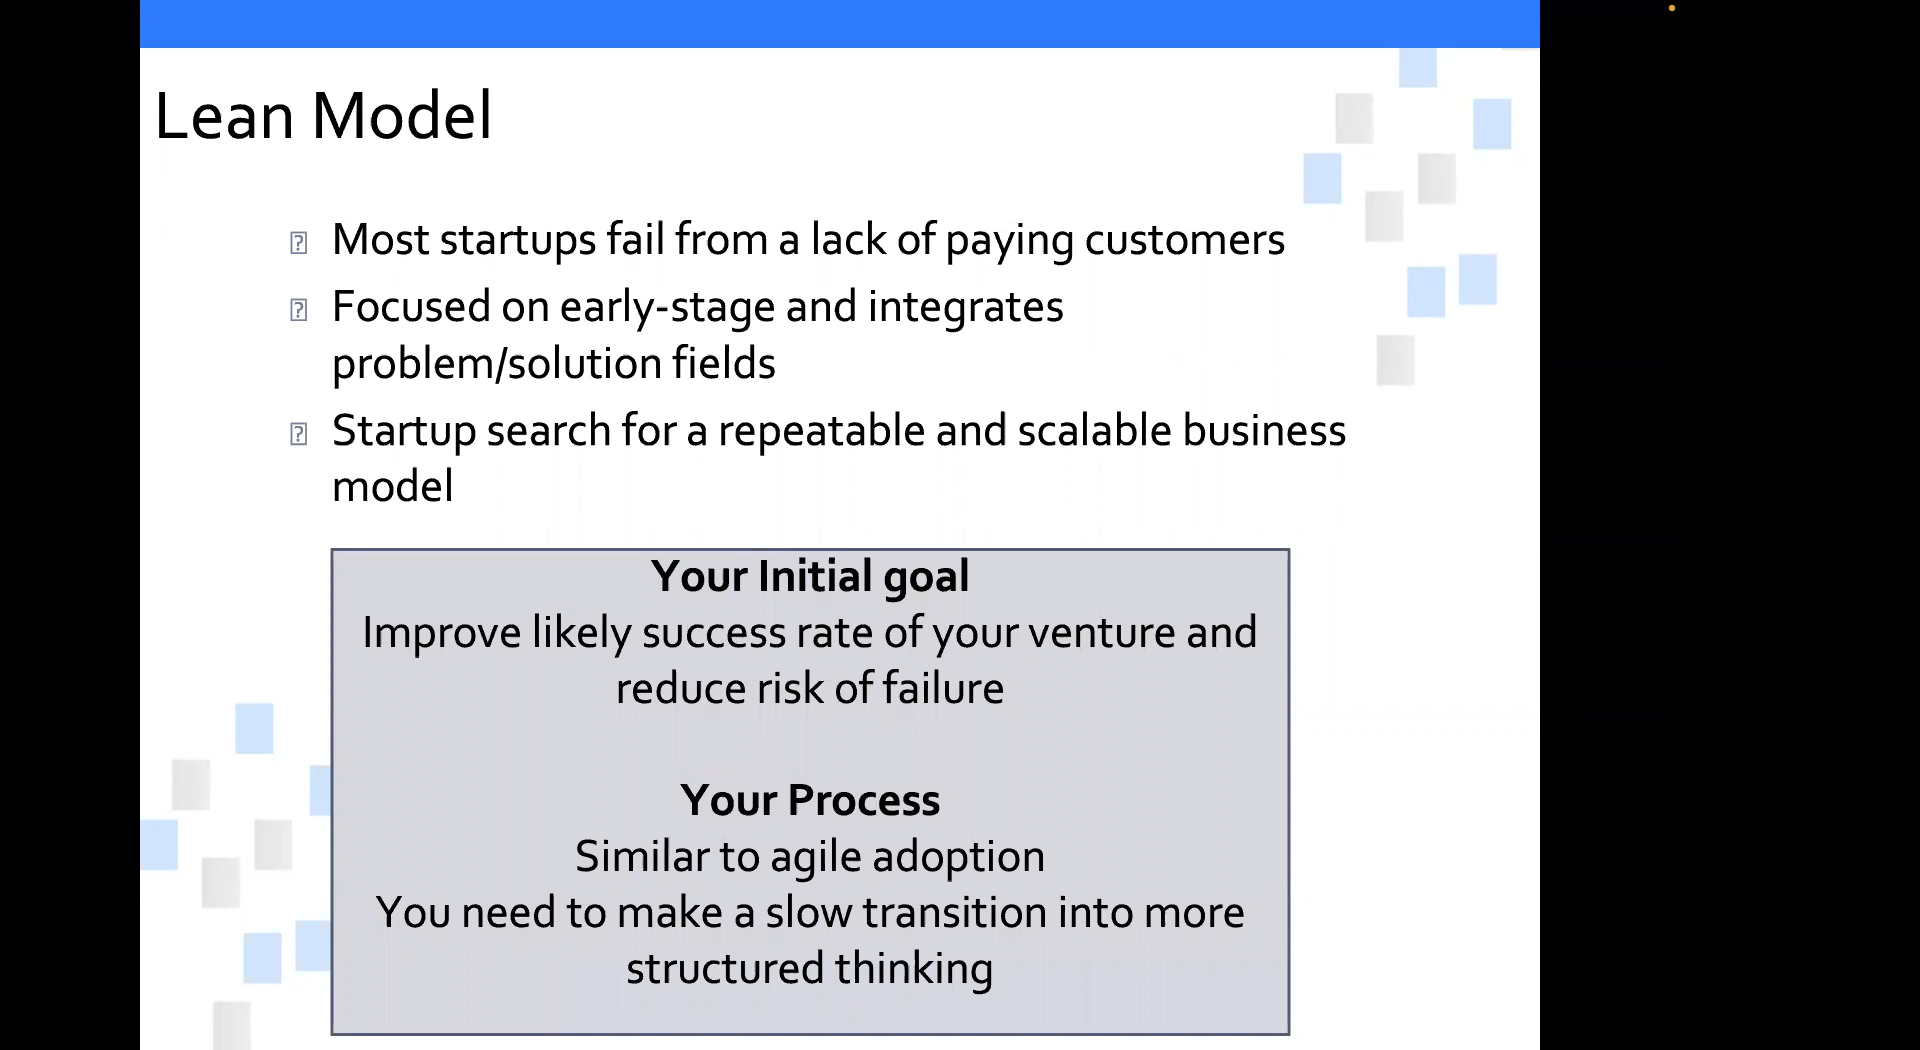 Lean Model
Most startups fail from a lack of paying customers
Focused on early-stage and integrates
problem/solution fields
Startup search for a repeatable and scalable business
model
Your Initial goal
Improve likely success rate of your venture and
reduce risk of failure
Your Process
Similar to agile adoption
You need to make a slow transition into more
structured thinking